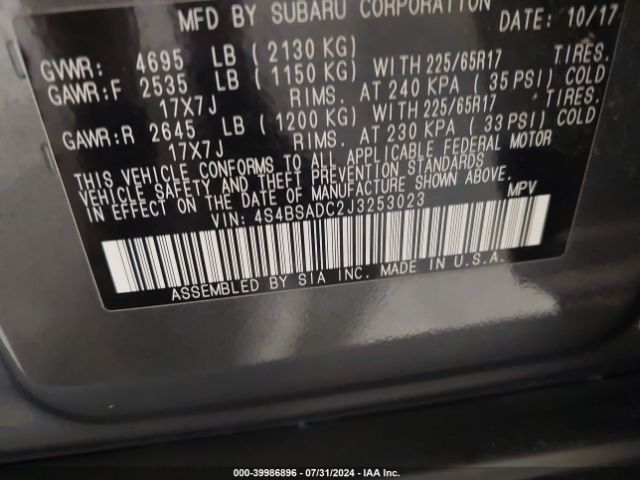 MFD BY SUBARU CORPORATION DATE: 10/17
GVWR: 4695 LB ( 2130 KG)
GAWR:F 2535 LB ( 1150 KG) WITH 225/65R17 TIRES.
17X7J RIMS. AT 240 KPA ( 35 PSI) COLD
GAWR:R 2645 LB ( 1200 KG) WITH 225/65R17 TIRES.
17X7J RIMS. AT 230 KPA ( 33 PSI) COLD
THIS VEHICLE CONFORMS TO ALL APPLICABLE FEDERAL MOTOR
VEHICLE SAFETY AND THEFT PREVENTION STANDARDS
IN EFFECT ON THE DATE OF MANUFACTURE SHOWN ABOVE.
VIN: 4S4BSADC2J3253023 MPV
ASSEMBLED BY SIA INC. MADE IN U.S.A.
000-39986896 - 07/31/2024 - IAA Inc.